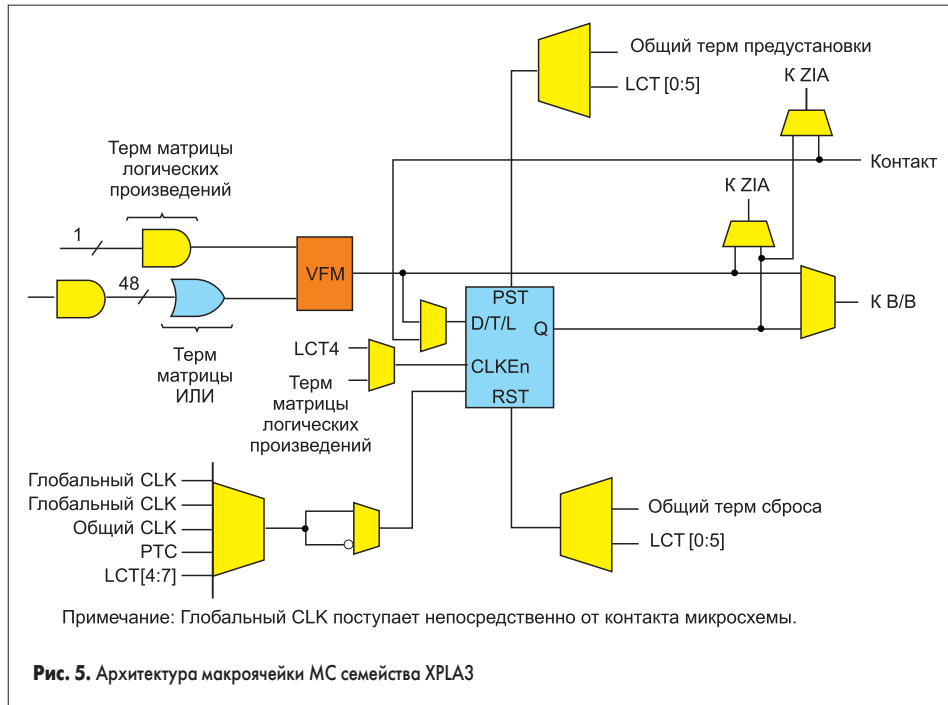 Общий терм предустановки
LCT [0:5]
К ZIA
Контакт
Терм матрицы
логических
произведений
К ZIA
1
48
VFM
К В/В
PST
D/T/L
Q
CLKEn
RST
LCT4
Терм
матрицы
ИЛИ
Терм
матрицы
логических
произведений
Глобальный CLK
Глобальный CLK
Общий CLK
PTC
LCT[4:7]
Общий терм сброса
LCT [0:5]
Примечание: Глобальный CLK поступает непосредственно от контакта микросхемы.
Рис. 5. Архитектура макроячейки МС семейства XPLA3